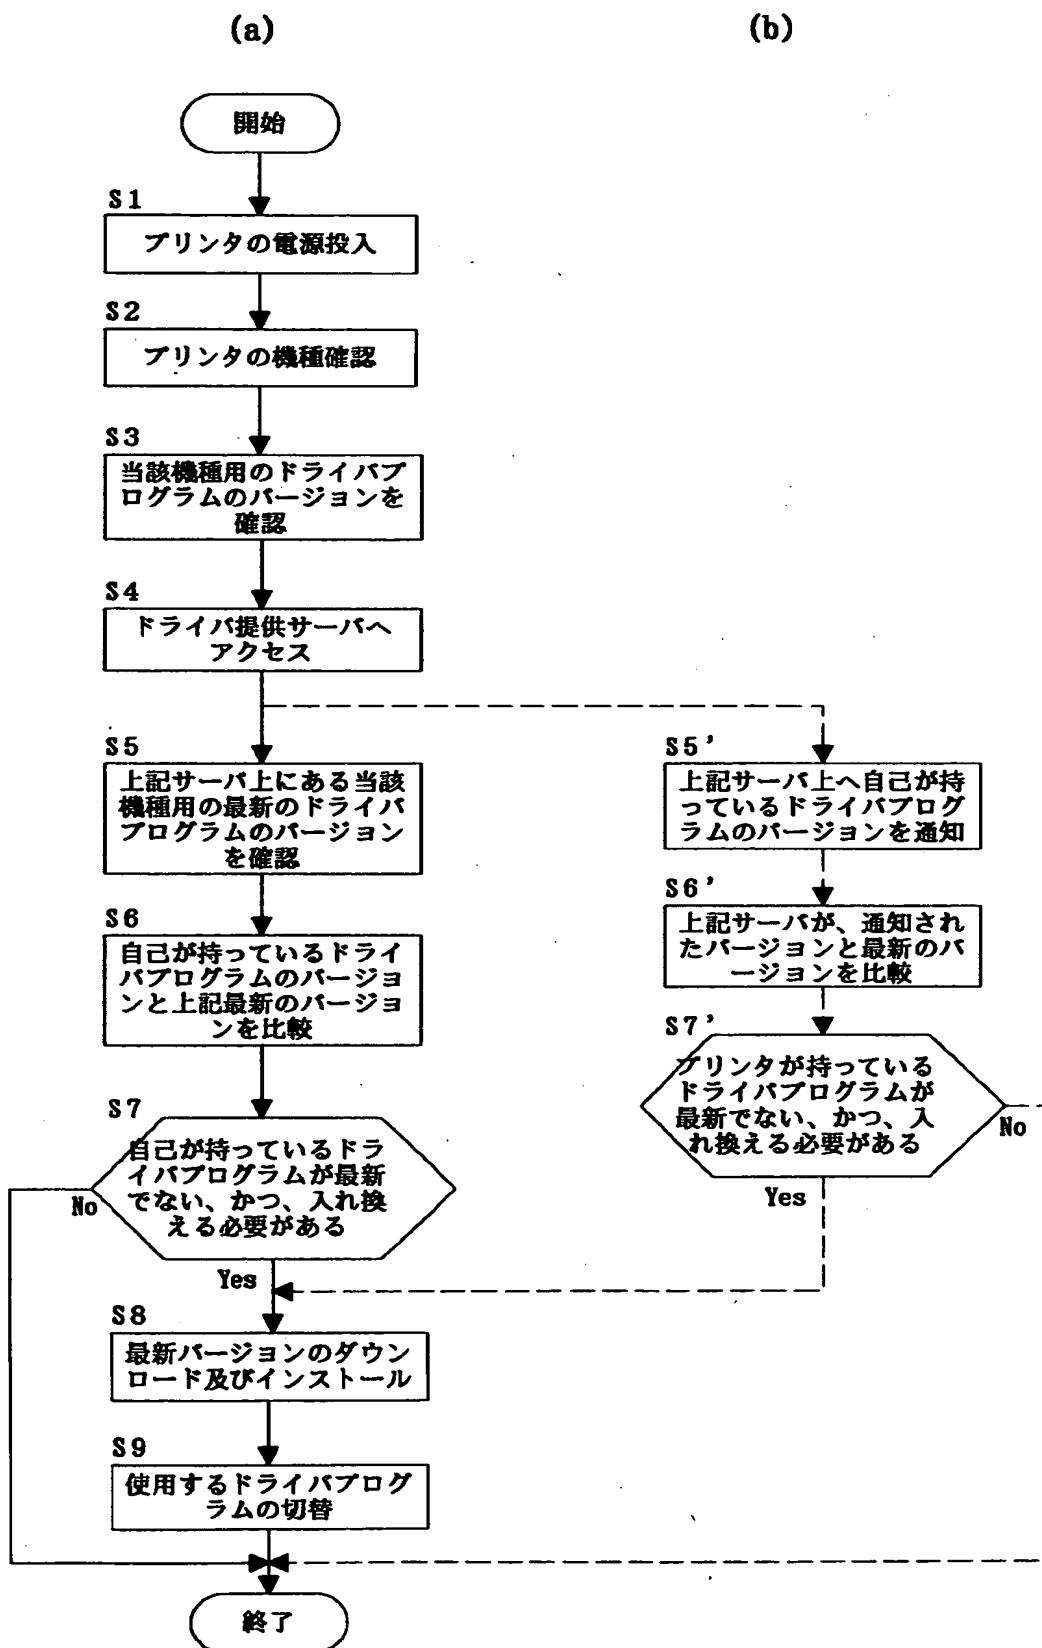 (a)
(b)
開始
S1
プリンタの電源投入
S2
プリンタの機種確認
S3
当該機種用のドライバプ
ログラムのバージョンを
確認
S4
ドライバ提供サーバへ
アクセス
S5
上記サーバ上にある当該
機種用の最新のドライバ
プログラムのバージョン
を確認
S6
自己が持っているドライ
バプログラムのバージョ
ンと上記最新のバージョ
ンを比較
S7
自己が持っているドラ
イバプログラムが最新
でない、かつ、入れ換
える必要がある
No
Yes
S5'
上記サーバ上へ自己が持
っているドライバプログ
ラムのバージョンを通知
S6'
上記サーバが、通知され
たバージョンと最新のバ
ージョンを比較
S7'
プリンタが持っている
ドライバプログラムが
最新でない、かつ、入
れ換える必要がある
No
Yes
S8
最新バージョンのダウン
ロード及びインストール
S9
使用するドライバプログ
ラムの切替
終了